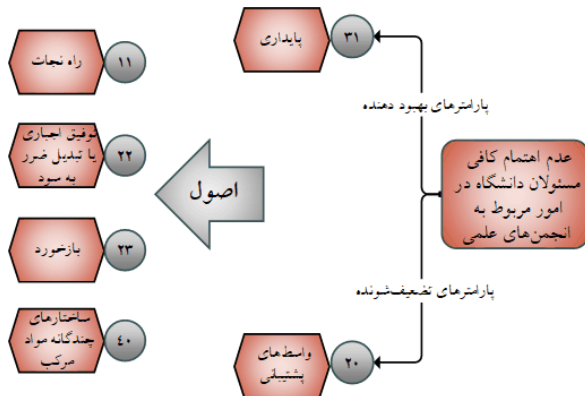 عدم اهتمام کافی
مسئولان دانشگاه در
امور مربوط به
انجمن‌های علمی
پارامترهای بهبود دهنده
۳۱
پایداری
پارامترهای تضعیف‌شونده
۲۰
واسط‌های
پشتیبانی
اصول
۱۱
راه نجات
۲۲
توفیق اجباری
یا تبدیل ضرر
به سود
۲۳
بازخورد
۴۰
ساختارهای
چندگانه مواد
مرکب